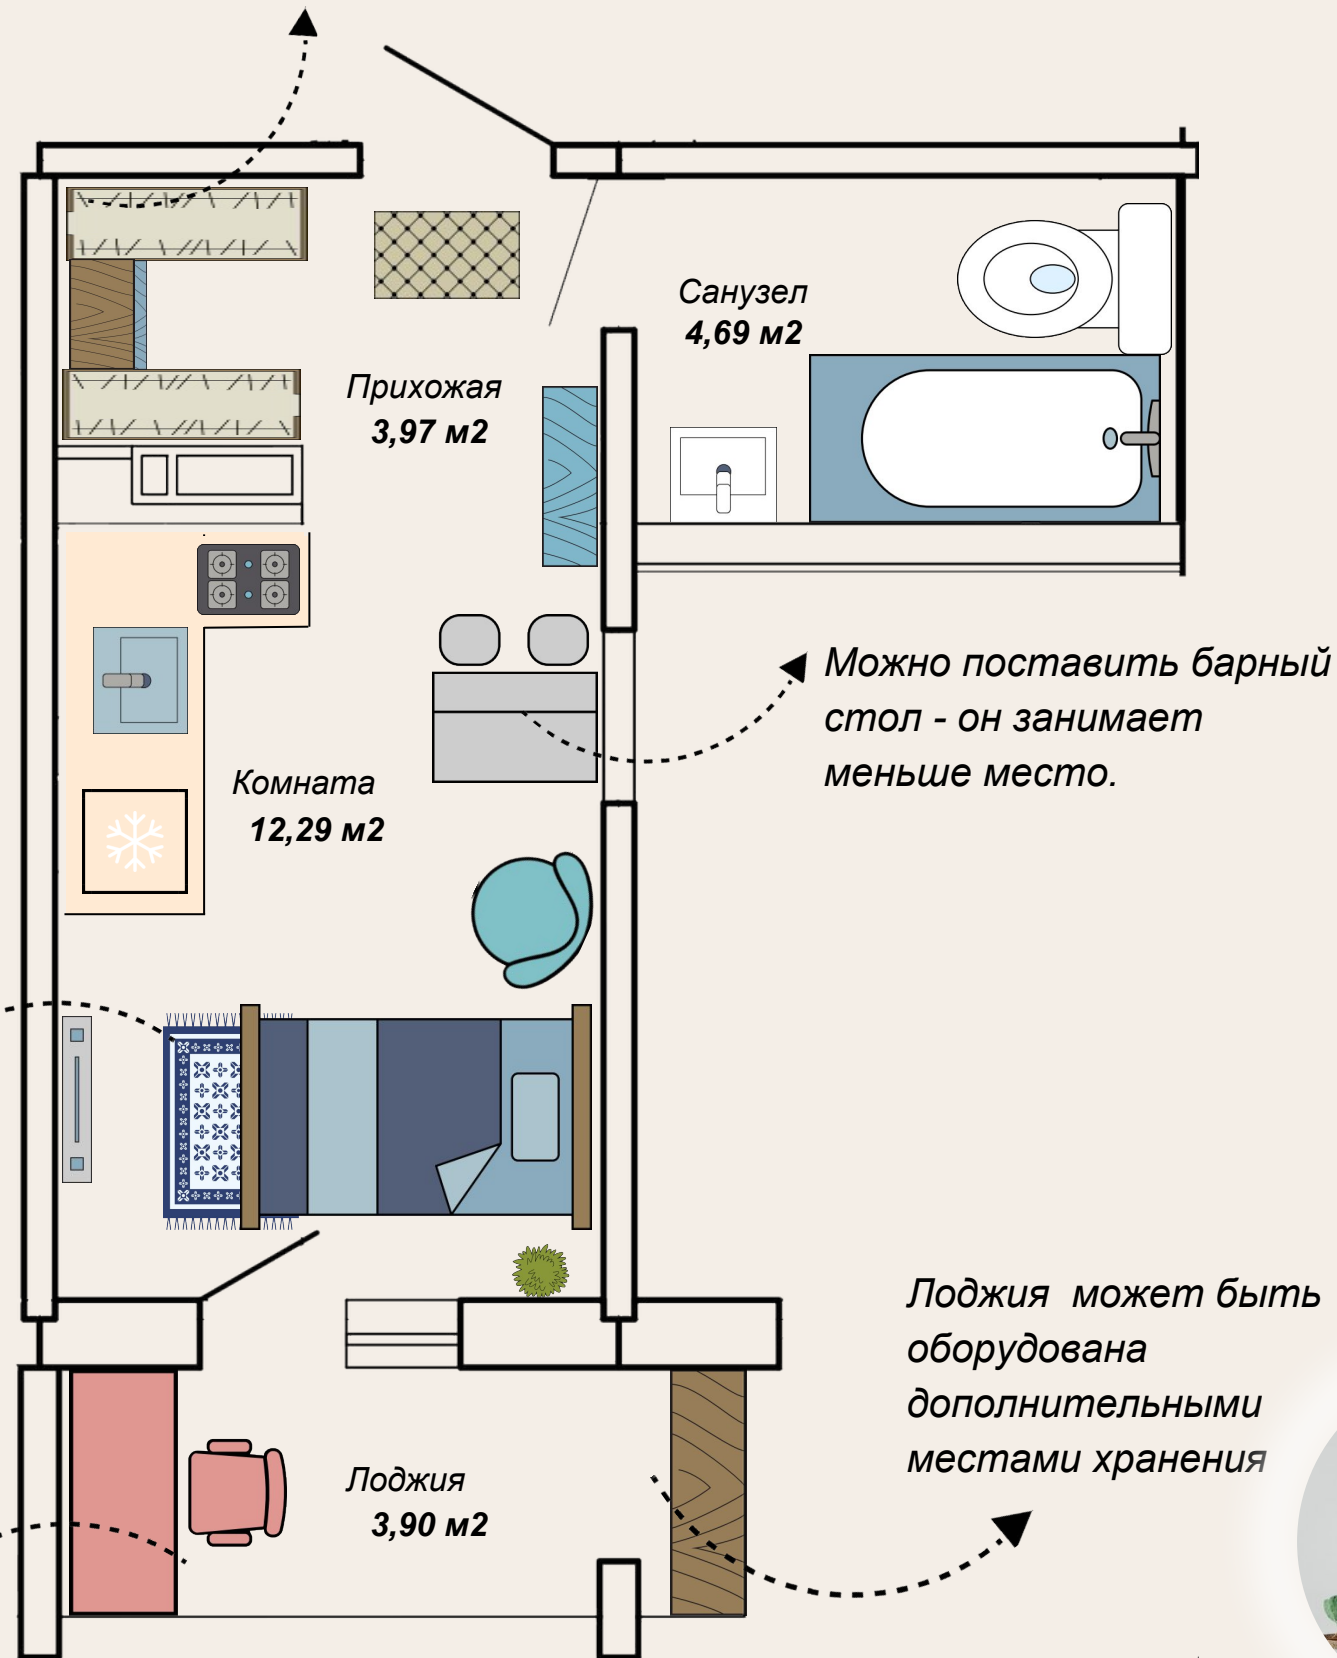 Санузел
4,69 м2
Прихожая
3,97 м2
Можно поставить барный
стол - он занимает
меньше место.
Комната
12,29 м2
Лоджия может быть
оборудована
дополнительными
местами хранения
Лоджия
3,90 м2